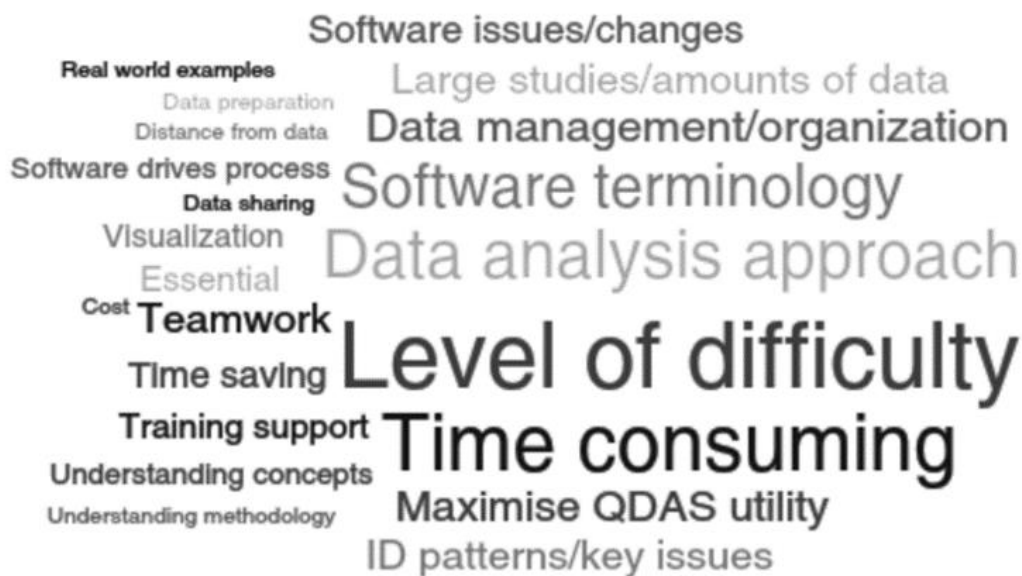 Software issues/changes
Real world examples
Large studies/amounts of data
Data preparation
Distance from data
Data management/organization
Software drives process
Software terminology
Data sharing
Visualization
Data analysis approach
Essential
Cost
Teamwork
Level of difficulty
Time saving
Training support
Time consuming
Understanding concepts
Maximise QDAS utility
Understanding methodology
ID patterns/key issues